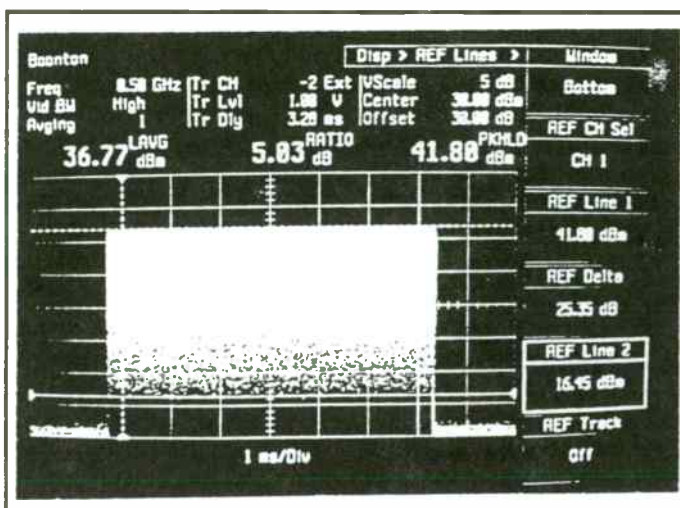 Boonton
Disp > REF Lines >
Freq 0.50 GHz Tr CH -2 Ext VScale 5 dB
Vid BW High Tr Lvl 1.00 V Center 30.00 dBm
Avging 1 Tr Dly 3.20 ms Offset 30.00 dB
LAVG RATIO PKHLD
36.77 dBm 5.03 dB 41.80 dBm
1 ms/Div
Window
Bottom
REF CH Sel
CH 1
REF Line 1
41.80 dBm
REF Delta
25.35 dB
REF Line 2
16.45 dBm
REF Track
Off